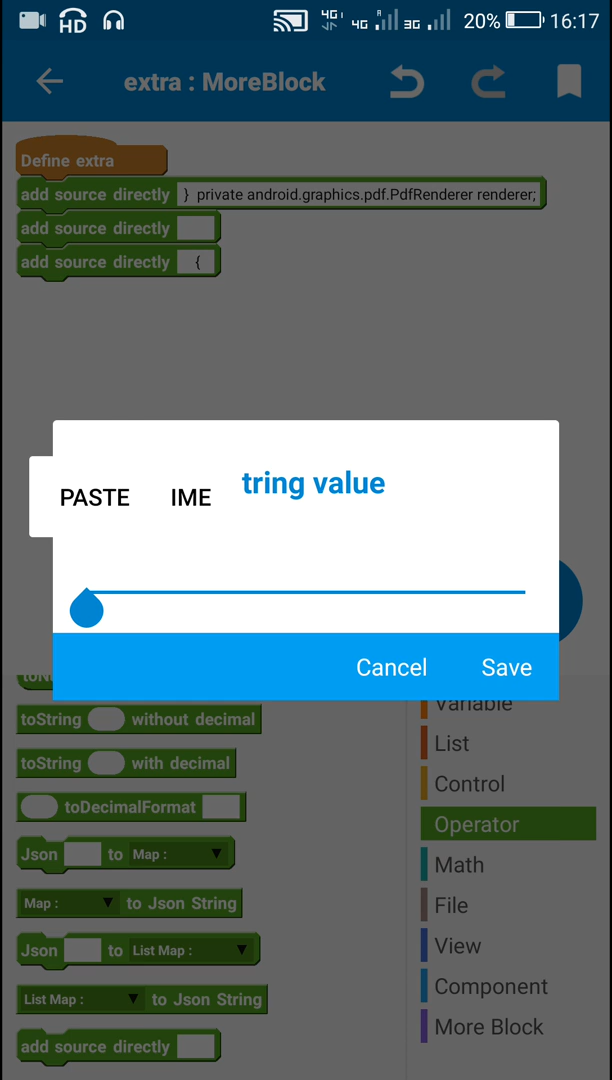 HD 4G 4G R 3G 20% 16:17
extra : MoreBlock
Define extra
add source directly } private android.graphics.pdf.PdfRenderer renderer;
add source directly
add source directly {
PASTE IME tring value
Cancel Save
toString without decimal
toString with decimal
toDecimalFormat
Json to Map :
Map : to Json String
Json to List Map :
List Map : to Json String
add source directly
Variable
List
Control
Operator
Math
File
View
Component
More Block